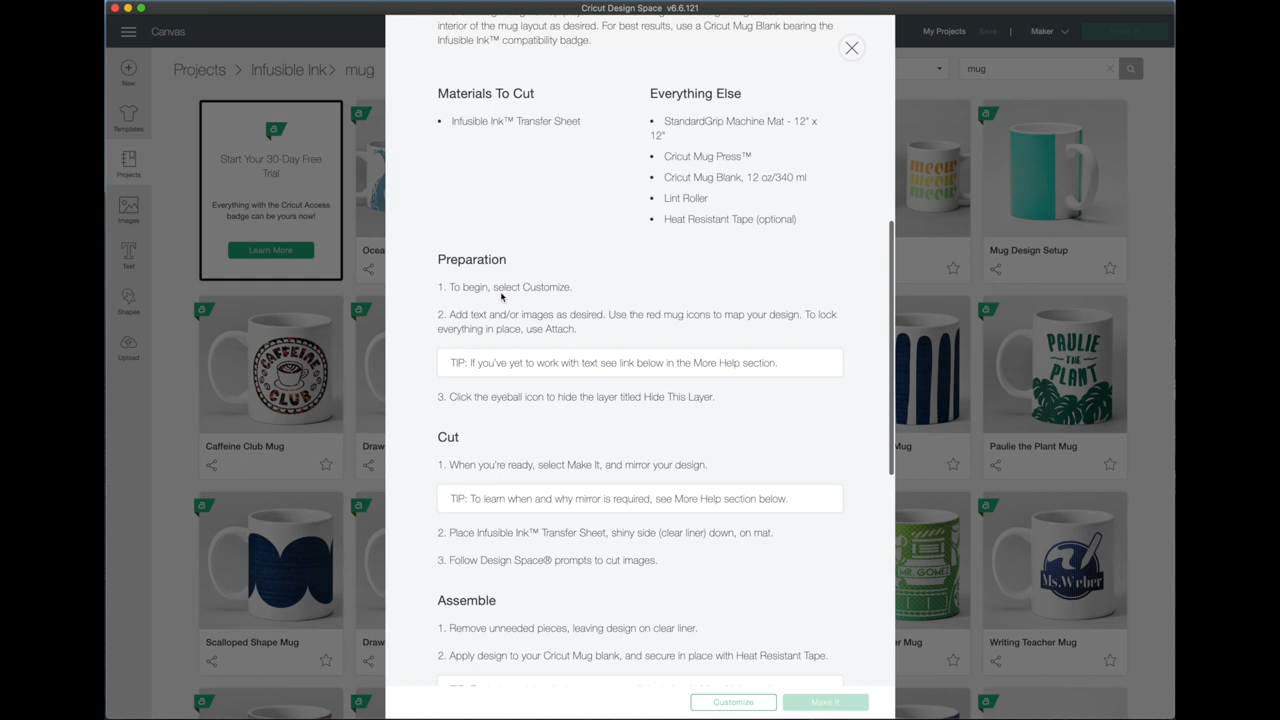 Cricut Design Space v6.6.121
Canvas
My Projects
Save
|
Maker
Make It
New
Templates
Projects
Images
Text
Shapes
Upload
Projects > Infusible Ink> mug
mug
Start Your 30-Day Free
Trial
Everything with the Cricut Access
badge can be yours now!
Learn More
interior of the mug layout as desired. For best results, use a Cricut Mug Blank bearing the
Infusible Ink™ compatibility badge.
Materials To Cut
• Infusible Ink™ Transfer Sheet
Everything Else
• StandardGrip Machine Mat - 12" x
12"
• Cricut Mug Press™
• Cricut Mug Blank, 12 oz/340 ml
• Lint Roller
• Heat Resistant Tape (optional)
Preparation
1. To begin, select Customize.
2. Add text and/or images as desired. Use the red mug icons to map your design. To lock
everything in place, use Attach.
TIP: If you've yet to work with text see link below in the More Help section.
3. Click the eyeball icon to hide the layer titled Hide This Layer.
Cut
1. When you're ready, select Make It, and mirror your design.
TIP: To learn when and why mirror is required, see More Help section below.
2. Place Infusible Ink™ Transfer Sheet, shiny side (clear liner) down, on mat.
3. Follow Design Space® prompts to cut images.
Assemble
1. Remove unneeded pieces, leaving design on clear liner.
2. Apply design to your Cricut Mug blank, and secure in place with Heat Resistant Tape.
Customize
Make It
Ocea
meow
meow
meow
Mug Design Setup
CAFFEINE
CLUB
Caffeine Club Mug
Draw
Mug
PAULIE
THE
PLANT
Paulie the Plant Mug
Scalloped Shape Mug
Draw
MR. GOME
r Mug
Ms. Weber
Writing Teacher Mug